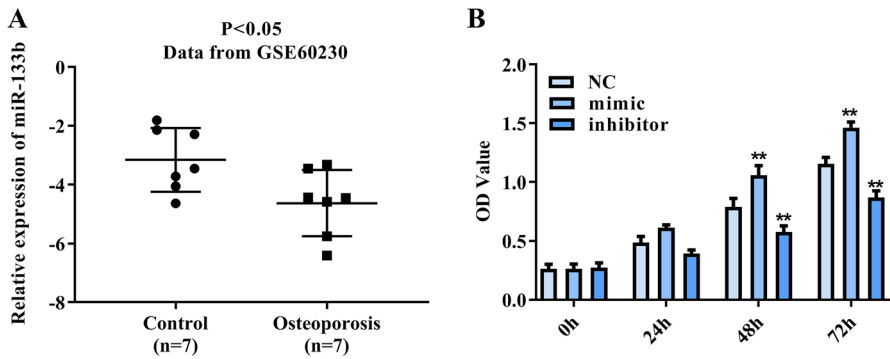 A
P<0.05
Data from GSE60230
Relative expression of miR-133b
0
-2
-4
-6
-8
Control
(n=7)
Osteoporosis
(n=7)
B
OD Value
2.0
1.5
1.0
0.5
0.0
NC
mimic
inhibitor
**
**
**
**
0h
24h
48h
72h